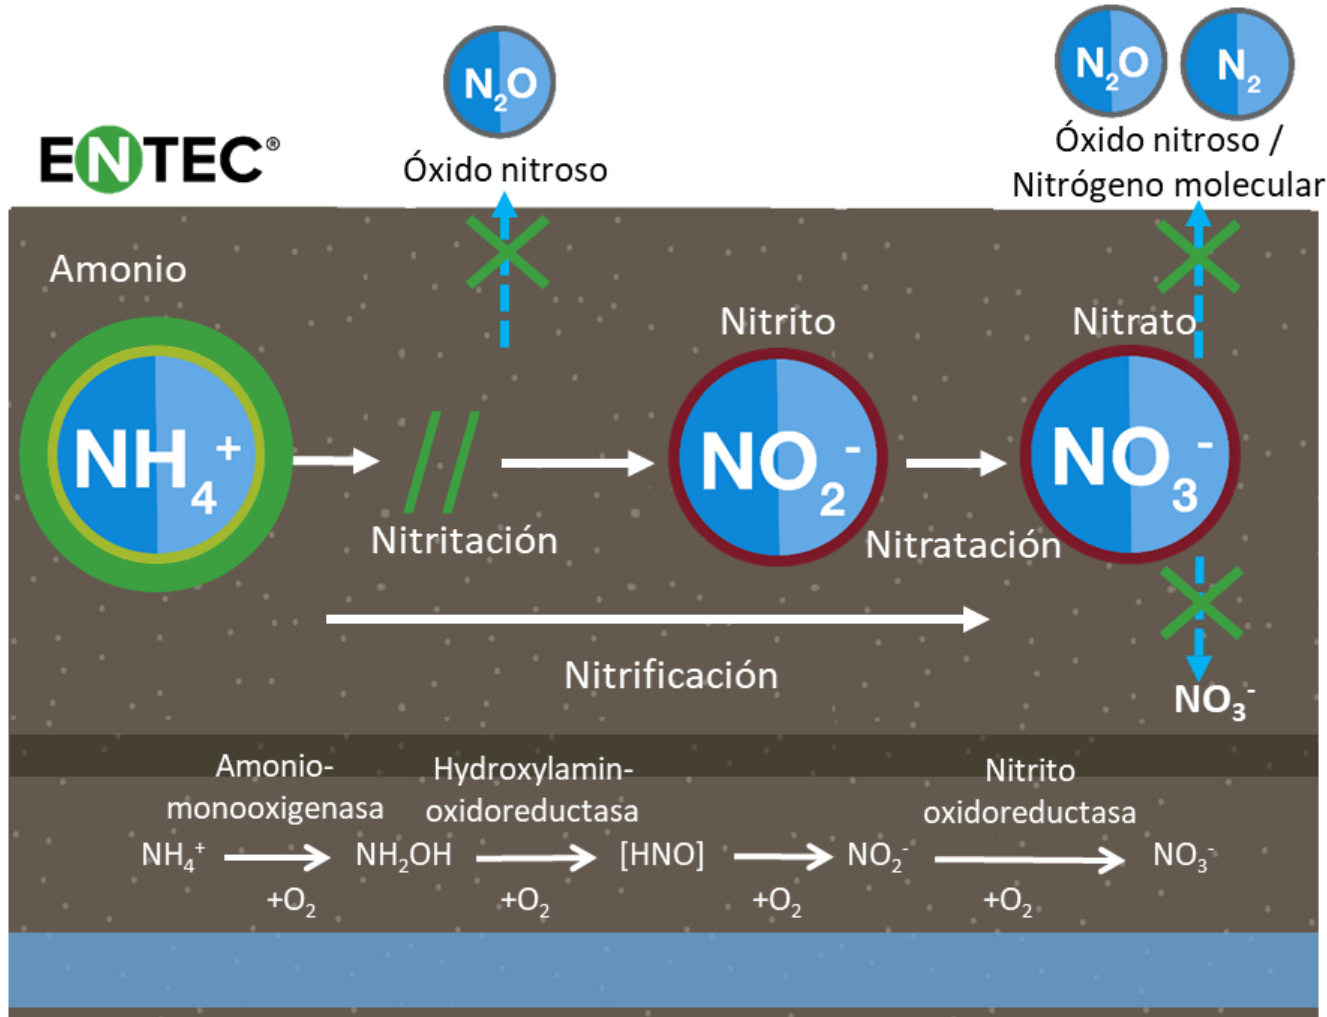 N₂O
N₂O
N₂
ENTEC®
Óxido nitroso
Óxido nitroso /
Nitrógeno molecular
Amonio
Nitrito
Nitrato
NH₄⁺
NO₂⁻
NO₃⁻
Nitritación
Nitratación
Nitrificación
NO₃⁻
Amonio-
monooxigenasa
Hydroxylamin-
oxidoreductasa
Nitrito
oxidoreductasa
NH₄⁺
NH₂OH
[HNO]
NO₂⁻
NO₃⁻
+O₂
+O₂
+O₂
+O₂